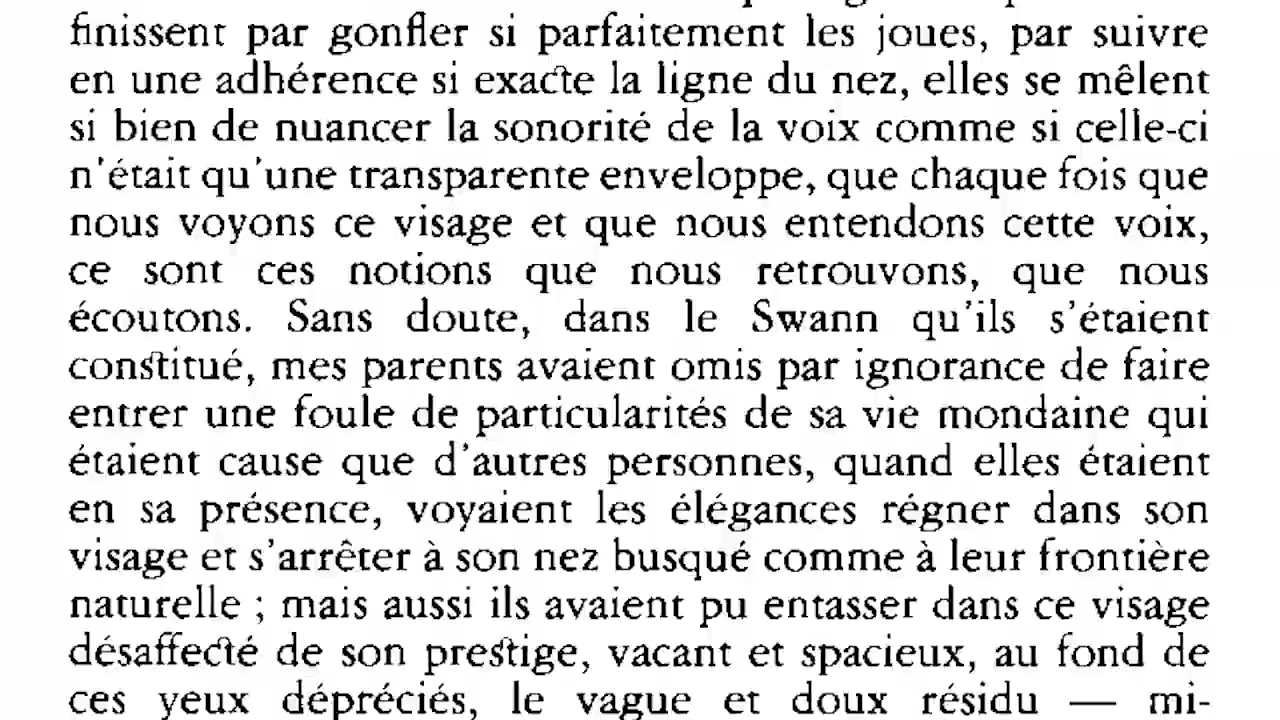 finissent par gonfler si parfaitement les joues, par suivre
en une adhérence si exacte la ligne du nez, elles se mêlent
si bien de nuancer la sonorité de la voix comme si celle-ci
n'était qu'une transparente enveloppe, que chaque fois que
nous voyons ce visage et que nous entendons cette voix,
ce sont ces notions que nous retrouvons, que nous
écoutons. Sans doute, dans le Swann qu'ils s'étaient
constitué, mes parents avaient omis par ignorance de faire
entrer une foule de particularités de sa vie mondaine qui
étaient cause que d'autres personnes, quand elles étaient
en sa présence, voyaient les élégances régner dans son
visage et s'arrêter à son nez busqué comme à leur frontière
naturelle ; mais aussi ils avaient pu entasser dans ce visage
désaffecté de son prestige, vacant et spacieux, au fond de
ces yeux dépréciés, le vague et doux résidu — mi-